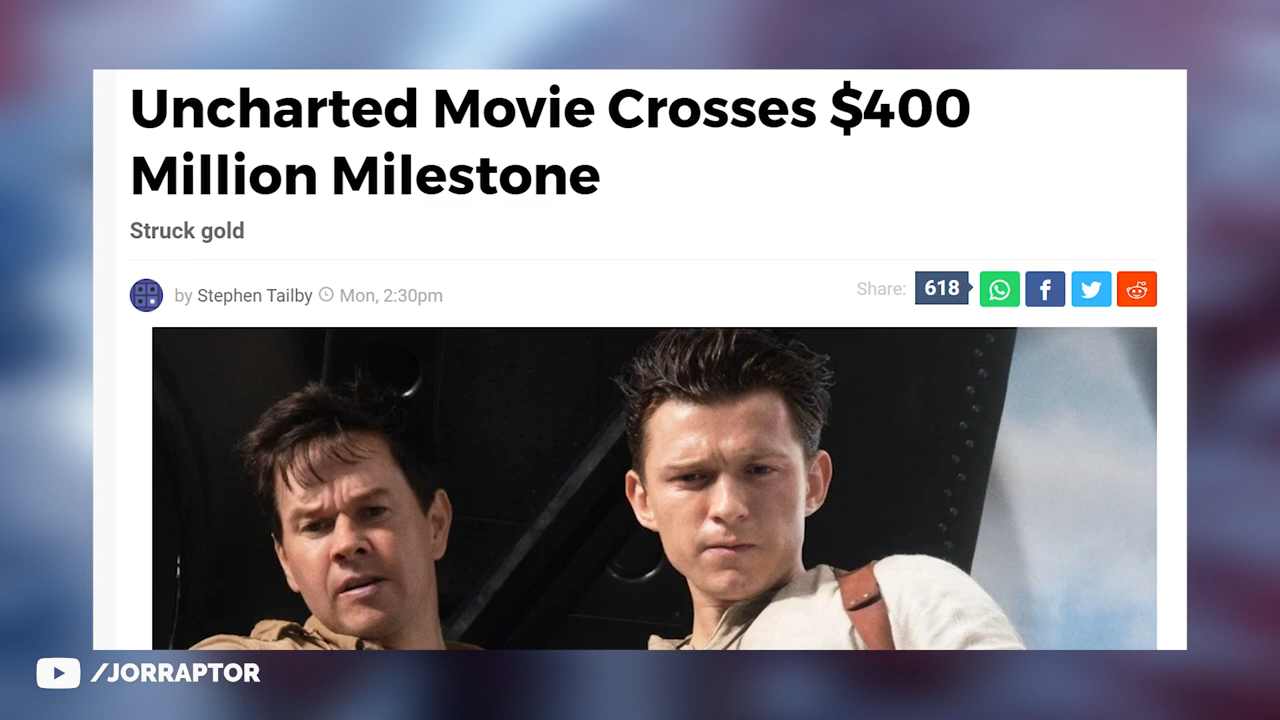 Uncharted Movie Crosses $400
Million Milestone
Struck gold
by Stephen Tailby Mon, 2:30pm
Share: 618
/JORRAPTOR